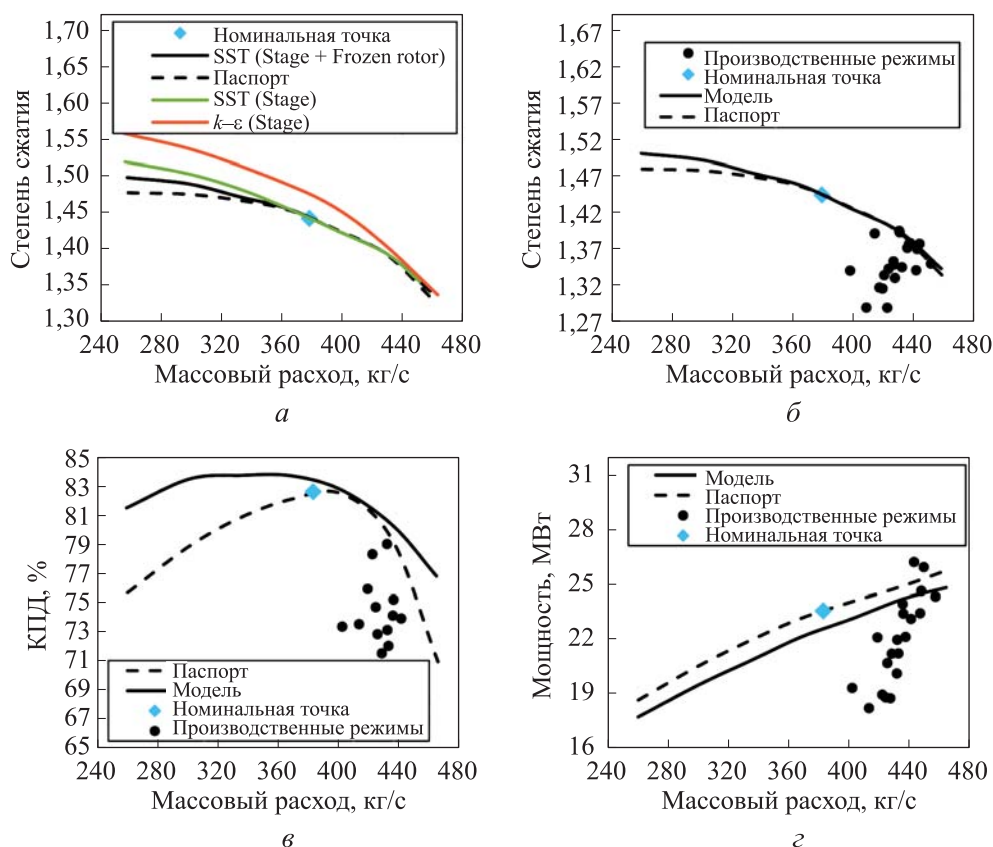 1,70
1,65
1,60
1,55
1,50
1,45
1,40
1,35
1,30
Степень сжатия
Номинальная точка
SST (Stage + Frozen rotor)
Паспорт
SST (Stage)
k–ε (Stage)
240 280 320 360 400 440 480
Массовый расход, кг/с
а
1,67
1,62
1,57
1,52
1,47
1,42
1,37
1,32
1,27
Степень сжатия
Производственные режимы
Номинальная точка
Модель
Паспорт
240 280 320 360 400 440 480
Массовый расход, кг/с
б
85
83
81
79
77
75
73
71
69
67
65
КПД, %
Паспорт
Модель
Номинальная точка
Производственные режимы
240 280 320 360 400 440 480
Массовый расход, кг/с
в
31
28
25
22
19
16
Мощность, МВт
Модель
Паспорт
Производственные режимы
Номинальная точка
240 280 320 360 400 440 480
Массовый расход, кг/с
г